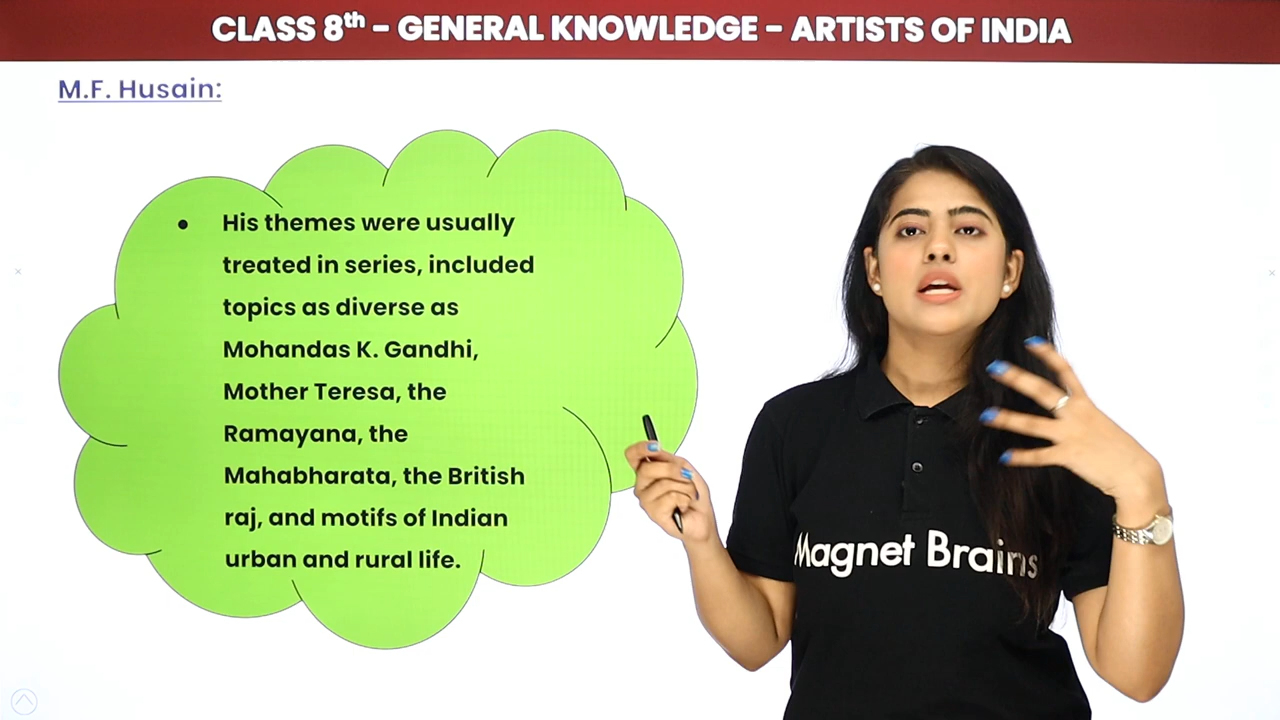 CLASS 8th – GENERAL KNOWLEDGE – ARTISTS OF INDIA
M.F. Husain:
● His themes were usually
treated in series, included
topics as diverse as
Mohandas K. Gandhi,
Mother Teresa, the
Ramayana, the
Mahabharata, the British
raj, and motifs of Indian
urban and rural life.
Magnet Brains